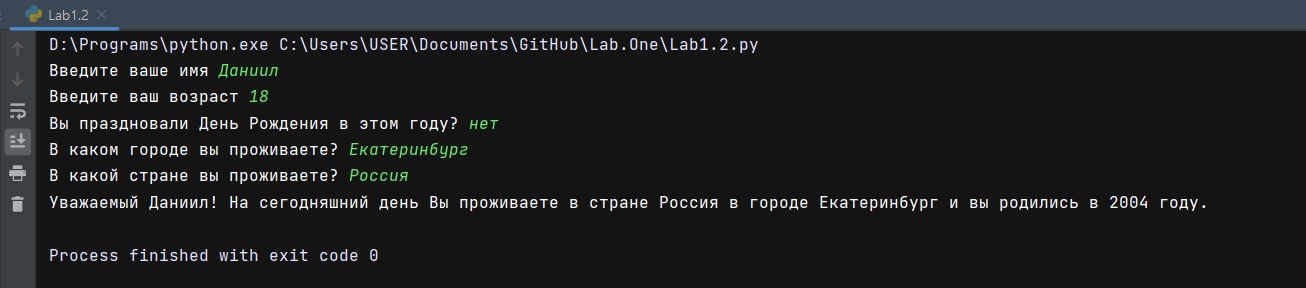 Lab1.2
D:\Programs\python.exe C:\Users\USER\Documents\GitHub\Lab.One\Lab1.2.py
Введите ваше имя Даниил
Введите ваш возраст 18
Вы праздновали День Рождения в этом году? нет
В каком городе вы проживаете? Екатеринбург
В какой стране вы проживаете? Россия
Уважаемый Даниил! На сегодняшний день Вы проживаете в стране Россия в городе Екатеринбург и вы родились в 2004 году.
Process finished with exit code 0